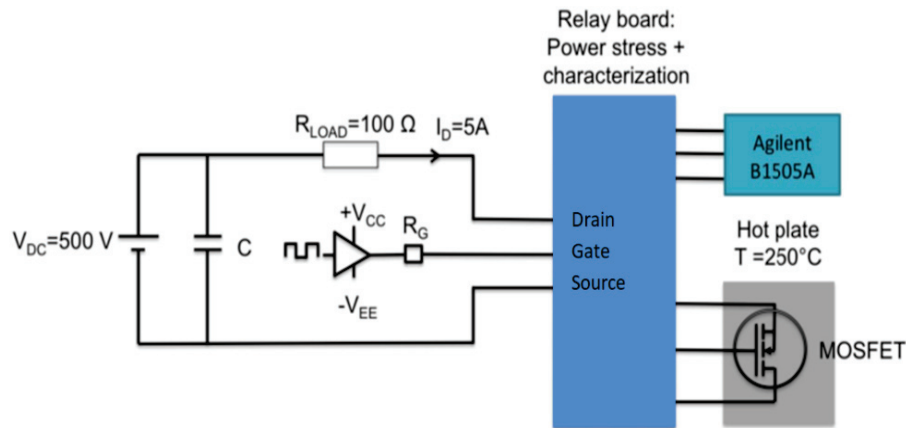 Relay board:
Power stress +
characterization
R_LOAD=100 Ω
I_D=5A
Agilent
B1505A
+V_CC
R_G
Drain
V_DC=500 V
C
Gate
Hot plate
T =250°C
Source
-V_EE
MOSFET